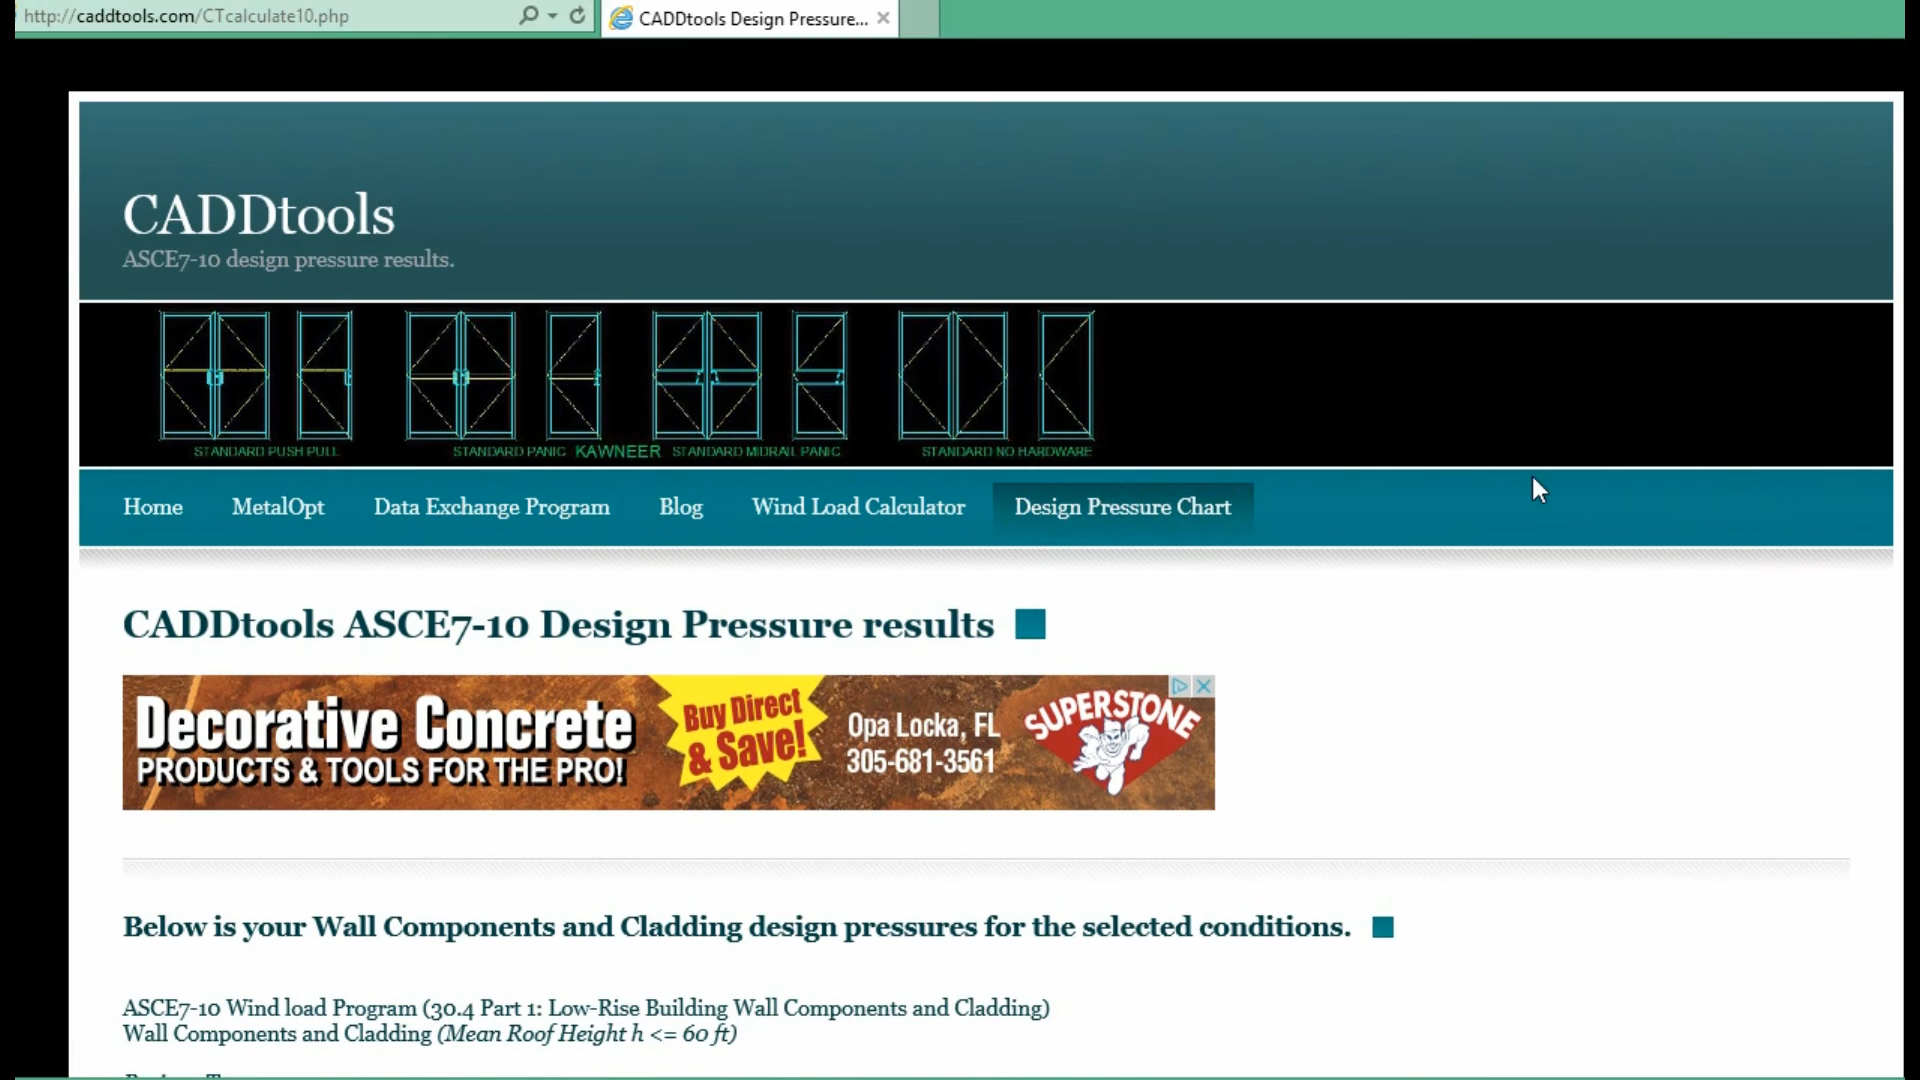 http://caddtools.com/CTcalculate10.php
CADDtools Design Pressure...
CADDtools
ASCE7-10 design pressure results.
STANDARD PUSH PULL
STANDARD PANIC
KAWNEER
STANDARD MIDRAIL PANIC
STANDARD NO HARDWARE
Home
MetalOpt
Data Exchange Program
Blog
Wind Load Calculator
Design Pressure Chart
CADDtools ASCE7-10 Design Pressure results
Decorative Concrete
PRODUCTS & TOOLS FOR THE PRO!
Buy Direct
& Save!
Opa Locka, FL
305-681-3561
SUPERSTONE
Below is your Wall Components and Cladding design pressures for the selected conditions.
ASCE7-10 Wind load Program (30.4 Part 1: Low-Rise Building Wall Components and Cladding)
Wall Components and Cladding (Mean Roof Height h <= 60 ft)